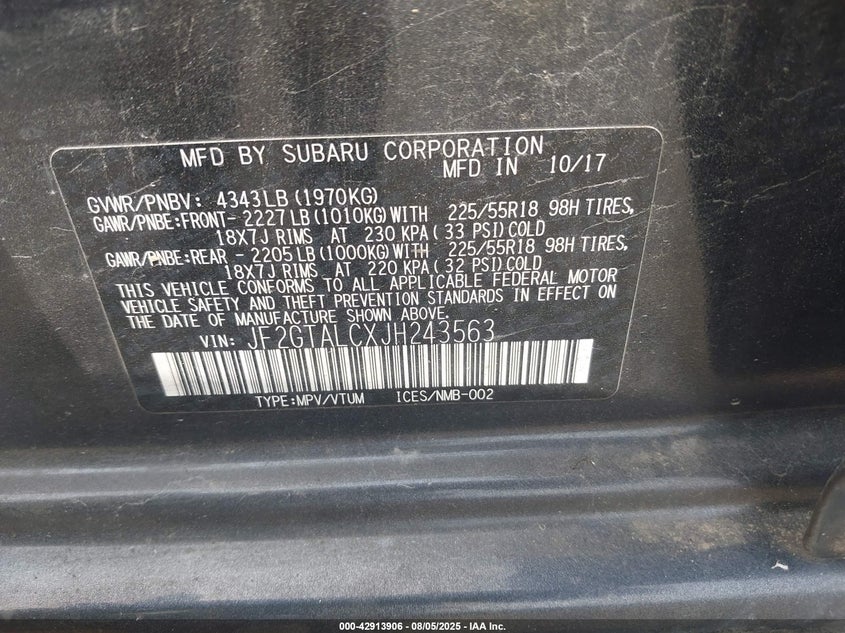 MFD BY SUBARU CORPORATION
MFD IN 10/17
GVWR/PNBV: 4343LB(1970KG)
GAWR/PNBE:FRONT- 2227LB(1010KG)WITH 225/55R18 98H TIRES,
18X7J RIMS AT 230 KPA( 33 PSI)COLD
GAWR/PNBE:REAR - 2205LB(1000KG)WITH 225/55R18 98H TIRES,
18X7J RIMS AT 220 KPA( 32 PSI)COLD
THIS VEHICLE CONFORMS TO ALL APPLICABLE FEDERAL MOTOR
VEHICLE SAFETY AND THEFT PREVENTION STANDARDS IN EFFECT ON
THE DATE OF MANUFACTURE SHOWN ABOVE.
VIN: JF2GTALCXJH243563
TYPE:MPV/VTUM ICES/NMB-002
000-42913906 - 08/05/2025 - IAA Inc.